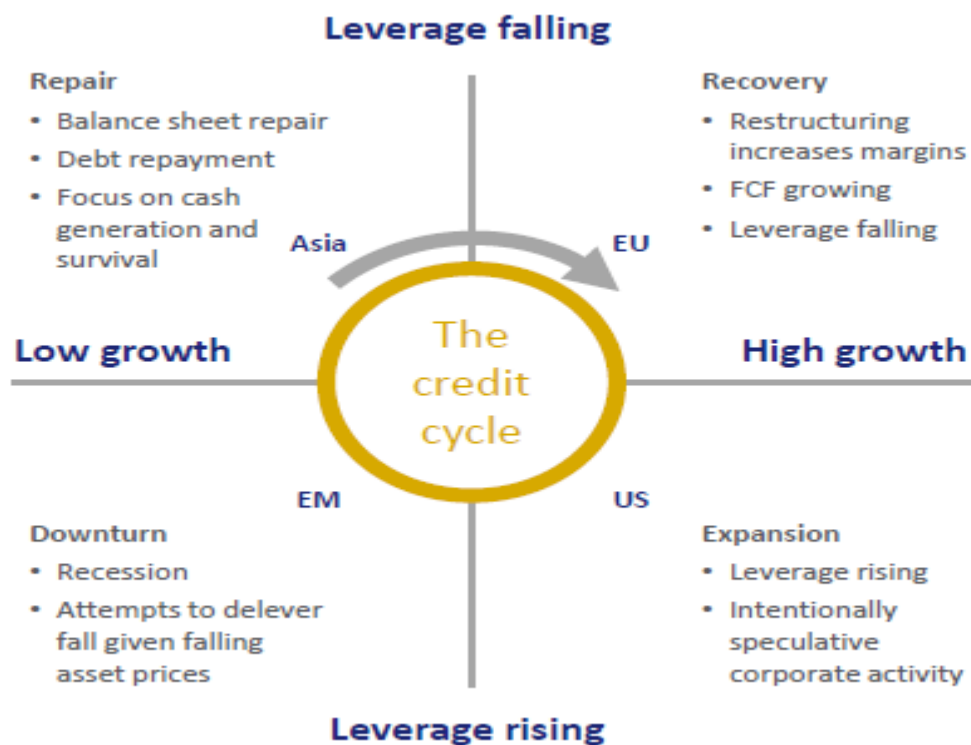 Leverage falling
Repair
• Balance sheet repair
• Debt repayment
• Focus on cash
generation and
survival
Recovery
• Restructuring
increases margins
• FCF growing
• Leverage falling
Asia
EU
Low growth
The
credit
cycle
High growth
EM
US
Downturn
• Recession
• Attempts to delever
fall given falling
asset prices
Expansion
• Leverage rising
• Intentionally
speculative
corporate activity
Leverage rising